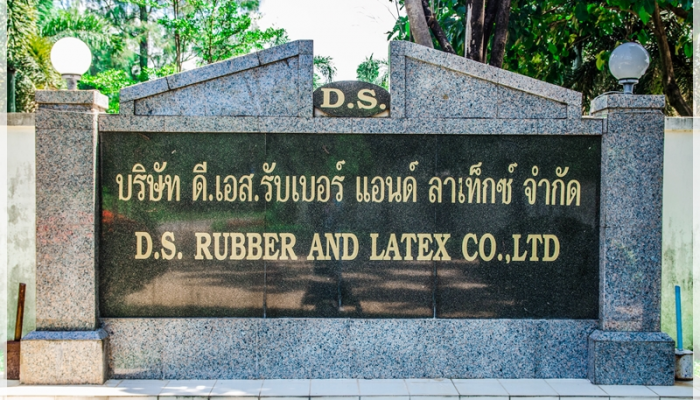 D.S.
บริษัท ดี.เอส.รับเบอร์ แอนด์ ลาเท็กซ์ จำกัด
D.S. RUBBER AND LATEX CO.,LTD